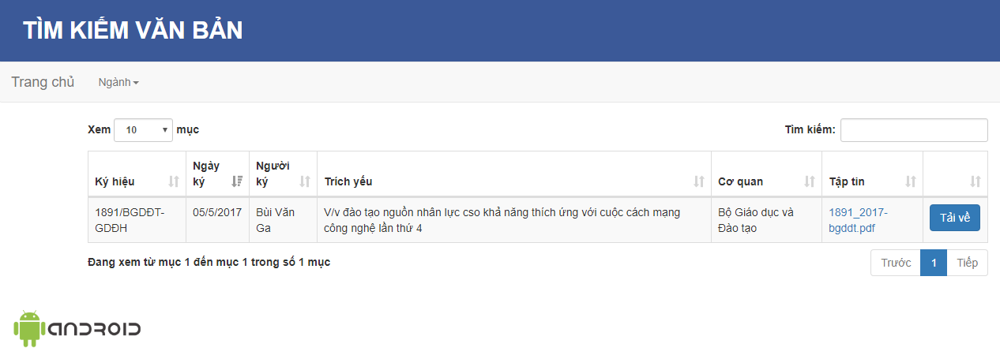 TÌM KIẾM VĂN BẢN
Trang chủ Ngành
Xem 10 mục Tìm kiếm:
Ký hiệu Ngày ký Người ký Trích yếu Cơ quan Tập tin
1891/BGDĐT- 05/5/2017 Bùi Văn V/v đào tạo nguồn nhân lực cso khả năng thích ứng với cuộc cách mạng Bộ Giáo dục và 1891_2017- Tải về
GDĐH Ga công nghệ lần thứ 4 Đào tạo bgddt.pdf
Đang xem từ mục 1 đến mục 1 trong số 1 mục Trước 1 Tiếp
ANDROID